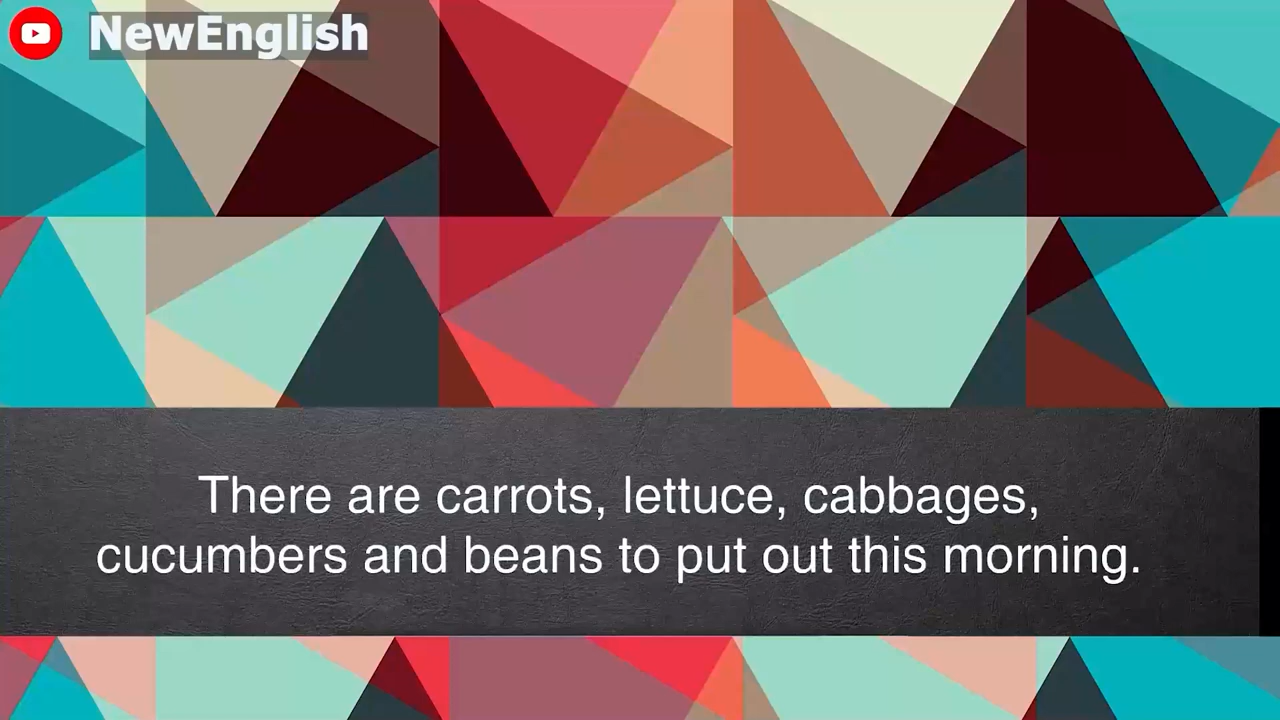 NewEnglish
There are carrots, lettuce, cabbages,
cucumbers and beans to put out this morning.